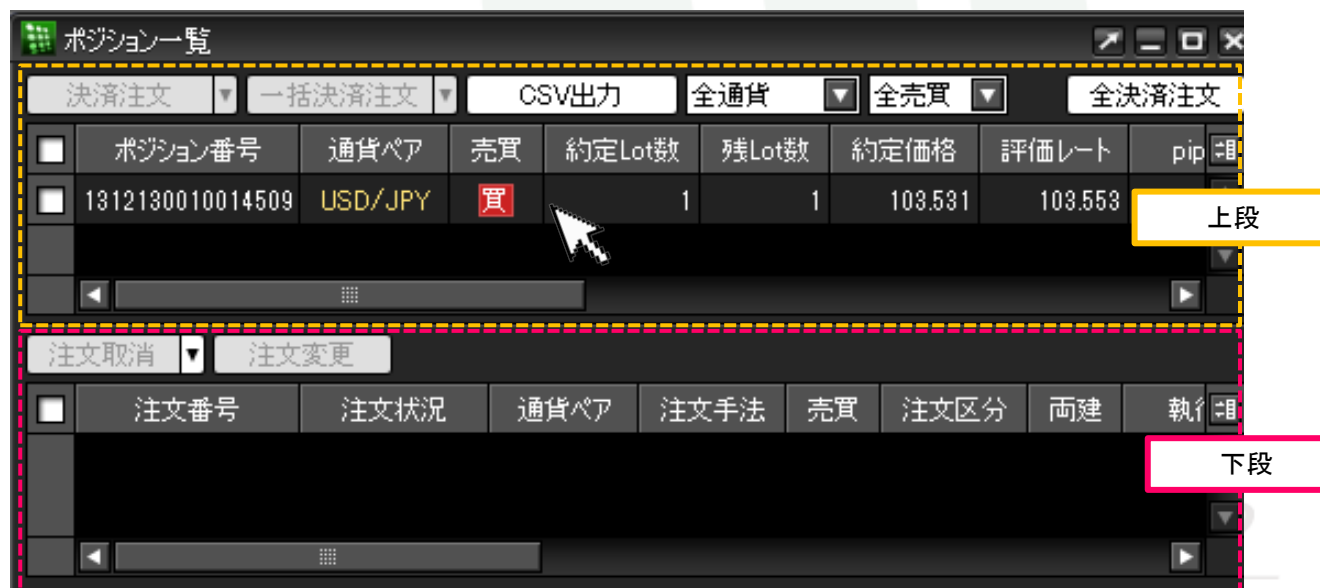 ポジション一覧
決済注文 ▼ 一括決済注文 ▼ CSV出力 全通貨 ▼ 全売買 ▼ 全決済注文
ポジション番号 通貨ペア 売買 約定Lot数 残Lot数 約定価格 評価レート pip
1312130010014509 USD/JPY 買 1 1 103.531 103.553
上段
注文取消 ▼ 注文変更
注文番号 注文状況 通貨ペア 注文手法 売買 注文区分 両建 執行
下段